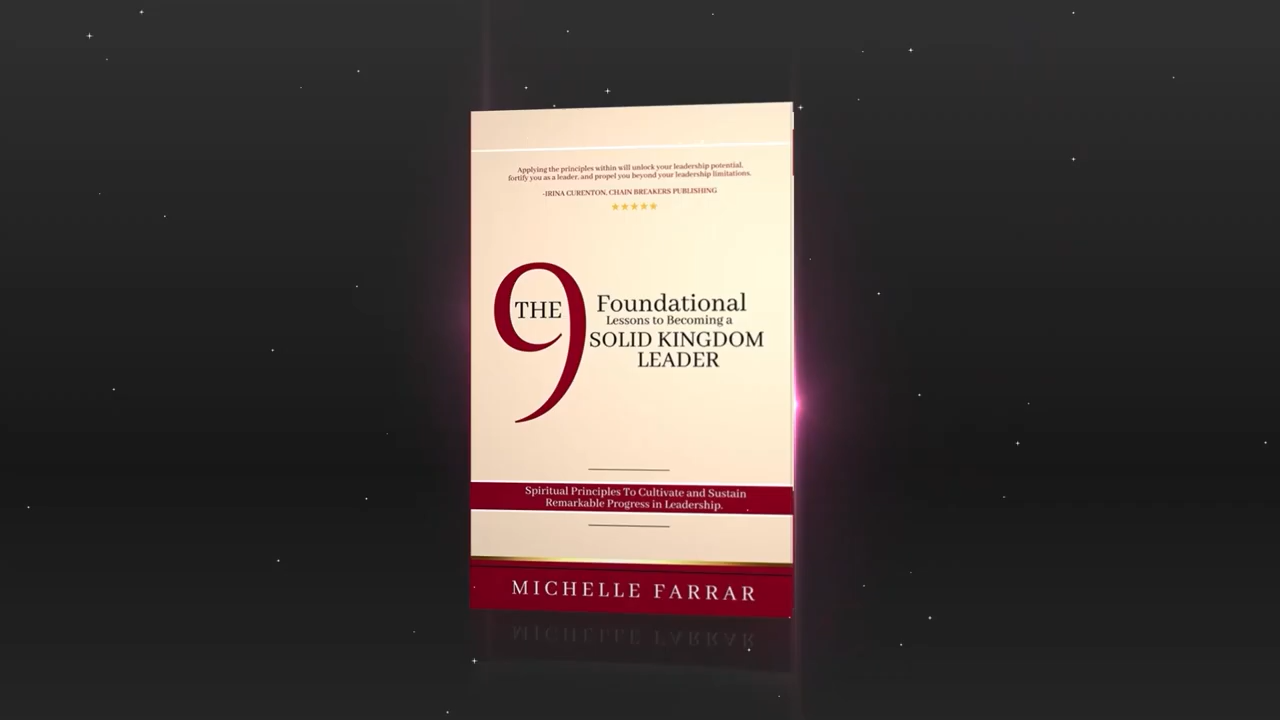 Applying the principles within will unlock your leadership potential,
fortify you as a leader, and propel you beyond your leadership limitations.
-IRINA CURENTON, CHAIN BREAKERS PUBLISHING
THE 9 Foundational
Lessons to Becoming a
SOLID KINGDOM
LEADER
Spiritual Principles To Cultivate and Sustain
Remarkable Progress in Leadership.
MICHELLE FARRAR
MICHELLE FARRAR